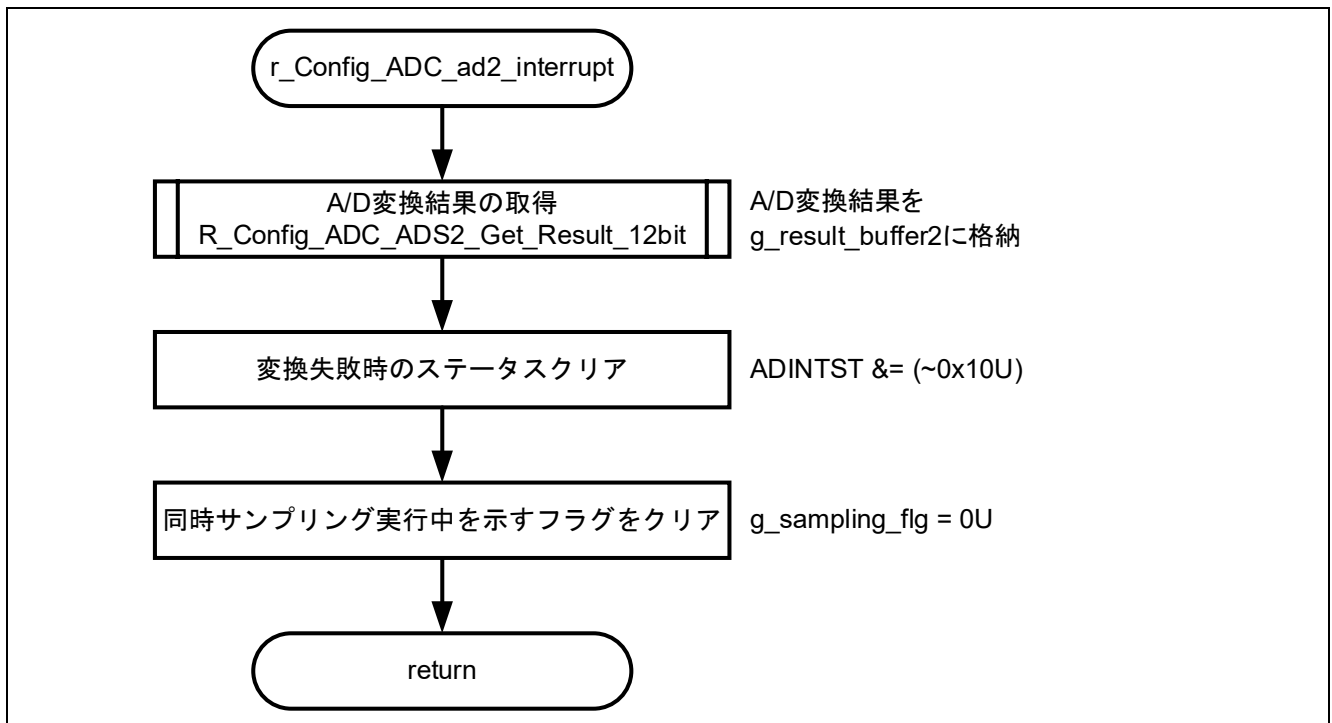 r_Config_ADC_ad2_interrupt
A/D変換結果の取得
R_Config_ADC_ADS2_Get_Result_12bit
A/D変換結果を
g_result_buffer2に格納
変換失敗時のステータスクリア
ADINTST &= (~0x10U)
同時サンプリング実行中を示すフラグをクリア
g_sampling_flg = 0U
return